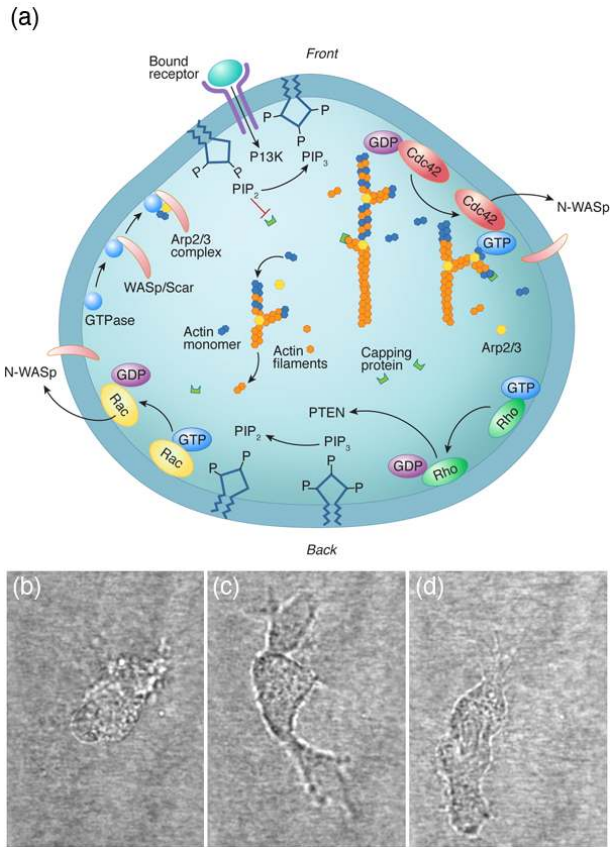 (a)
Front
Bound
receptor
P
P
P
P
P
P13K
PIP3
PIP2
GDP
Cdc42
Cdc42
N-WASp
GTP
Arp2/3
complex
WASp/Scar
GTPase
Actin
monomer
Actin
filaments
Capping
protein
Arp2/3
N-WASp
GDP
Rac
GTP
Rac
PTEN
GTP
Rho
PIP2
PIP3
GDP
Rho
P
P
P
P
P
Back
(b)
(c)
(d)